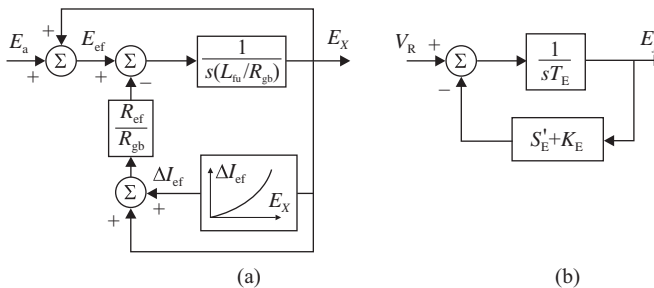 +
E_a
+
Σ
E_ef
+
Σ
−
1
s(L_fu/R_gb)
E_X
R_ef
R_gb
Σ
+
+
ΔI_ef
ΔI_ef
E_X
(a)
V_R
+
−
Σ
1
sT_E
E
S'_E+K_E
(b)